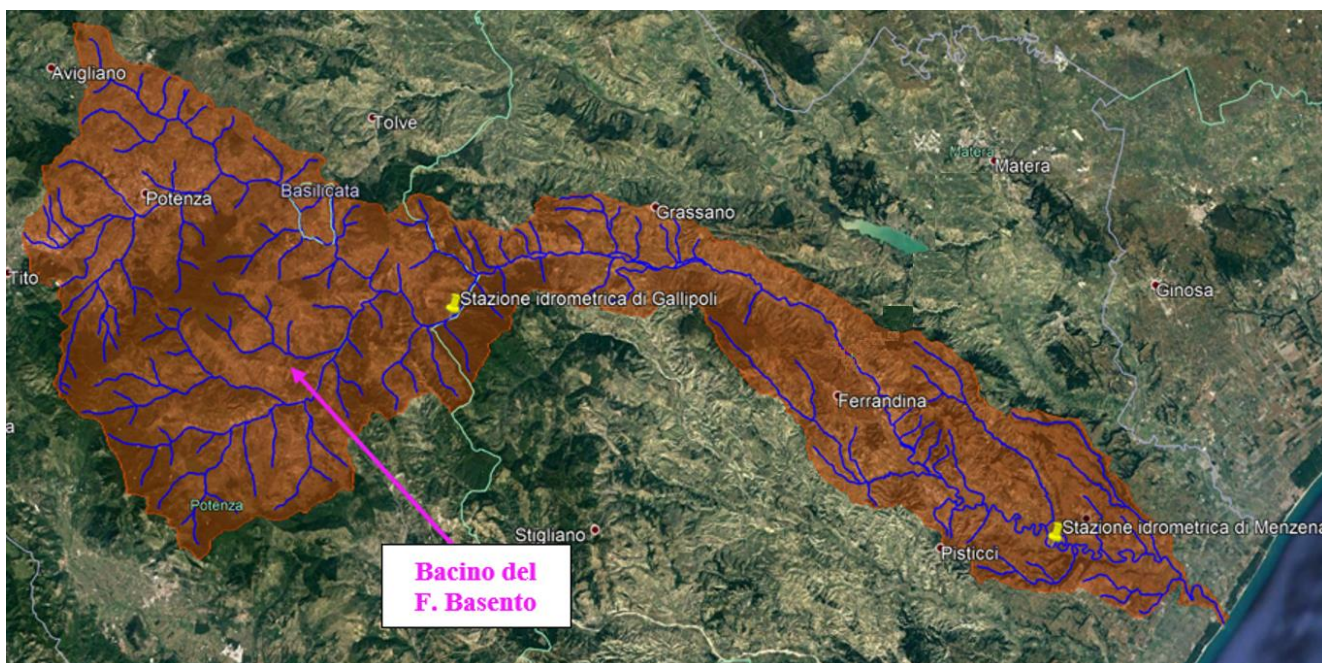 Avigliano
Tolve
Matera
Matera
Potenza
Basilicata
Grassano
Tito
Stazione idrometrica di Gallipoli
Ginosa
Ferrandina
a
Potenza
Stigliano
Stazione idrometrica di Menzena
Pisticci
Bacino del
F. Basento